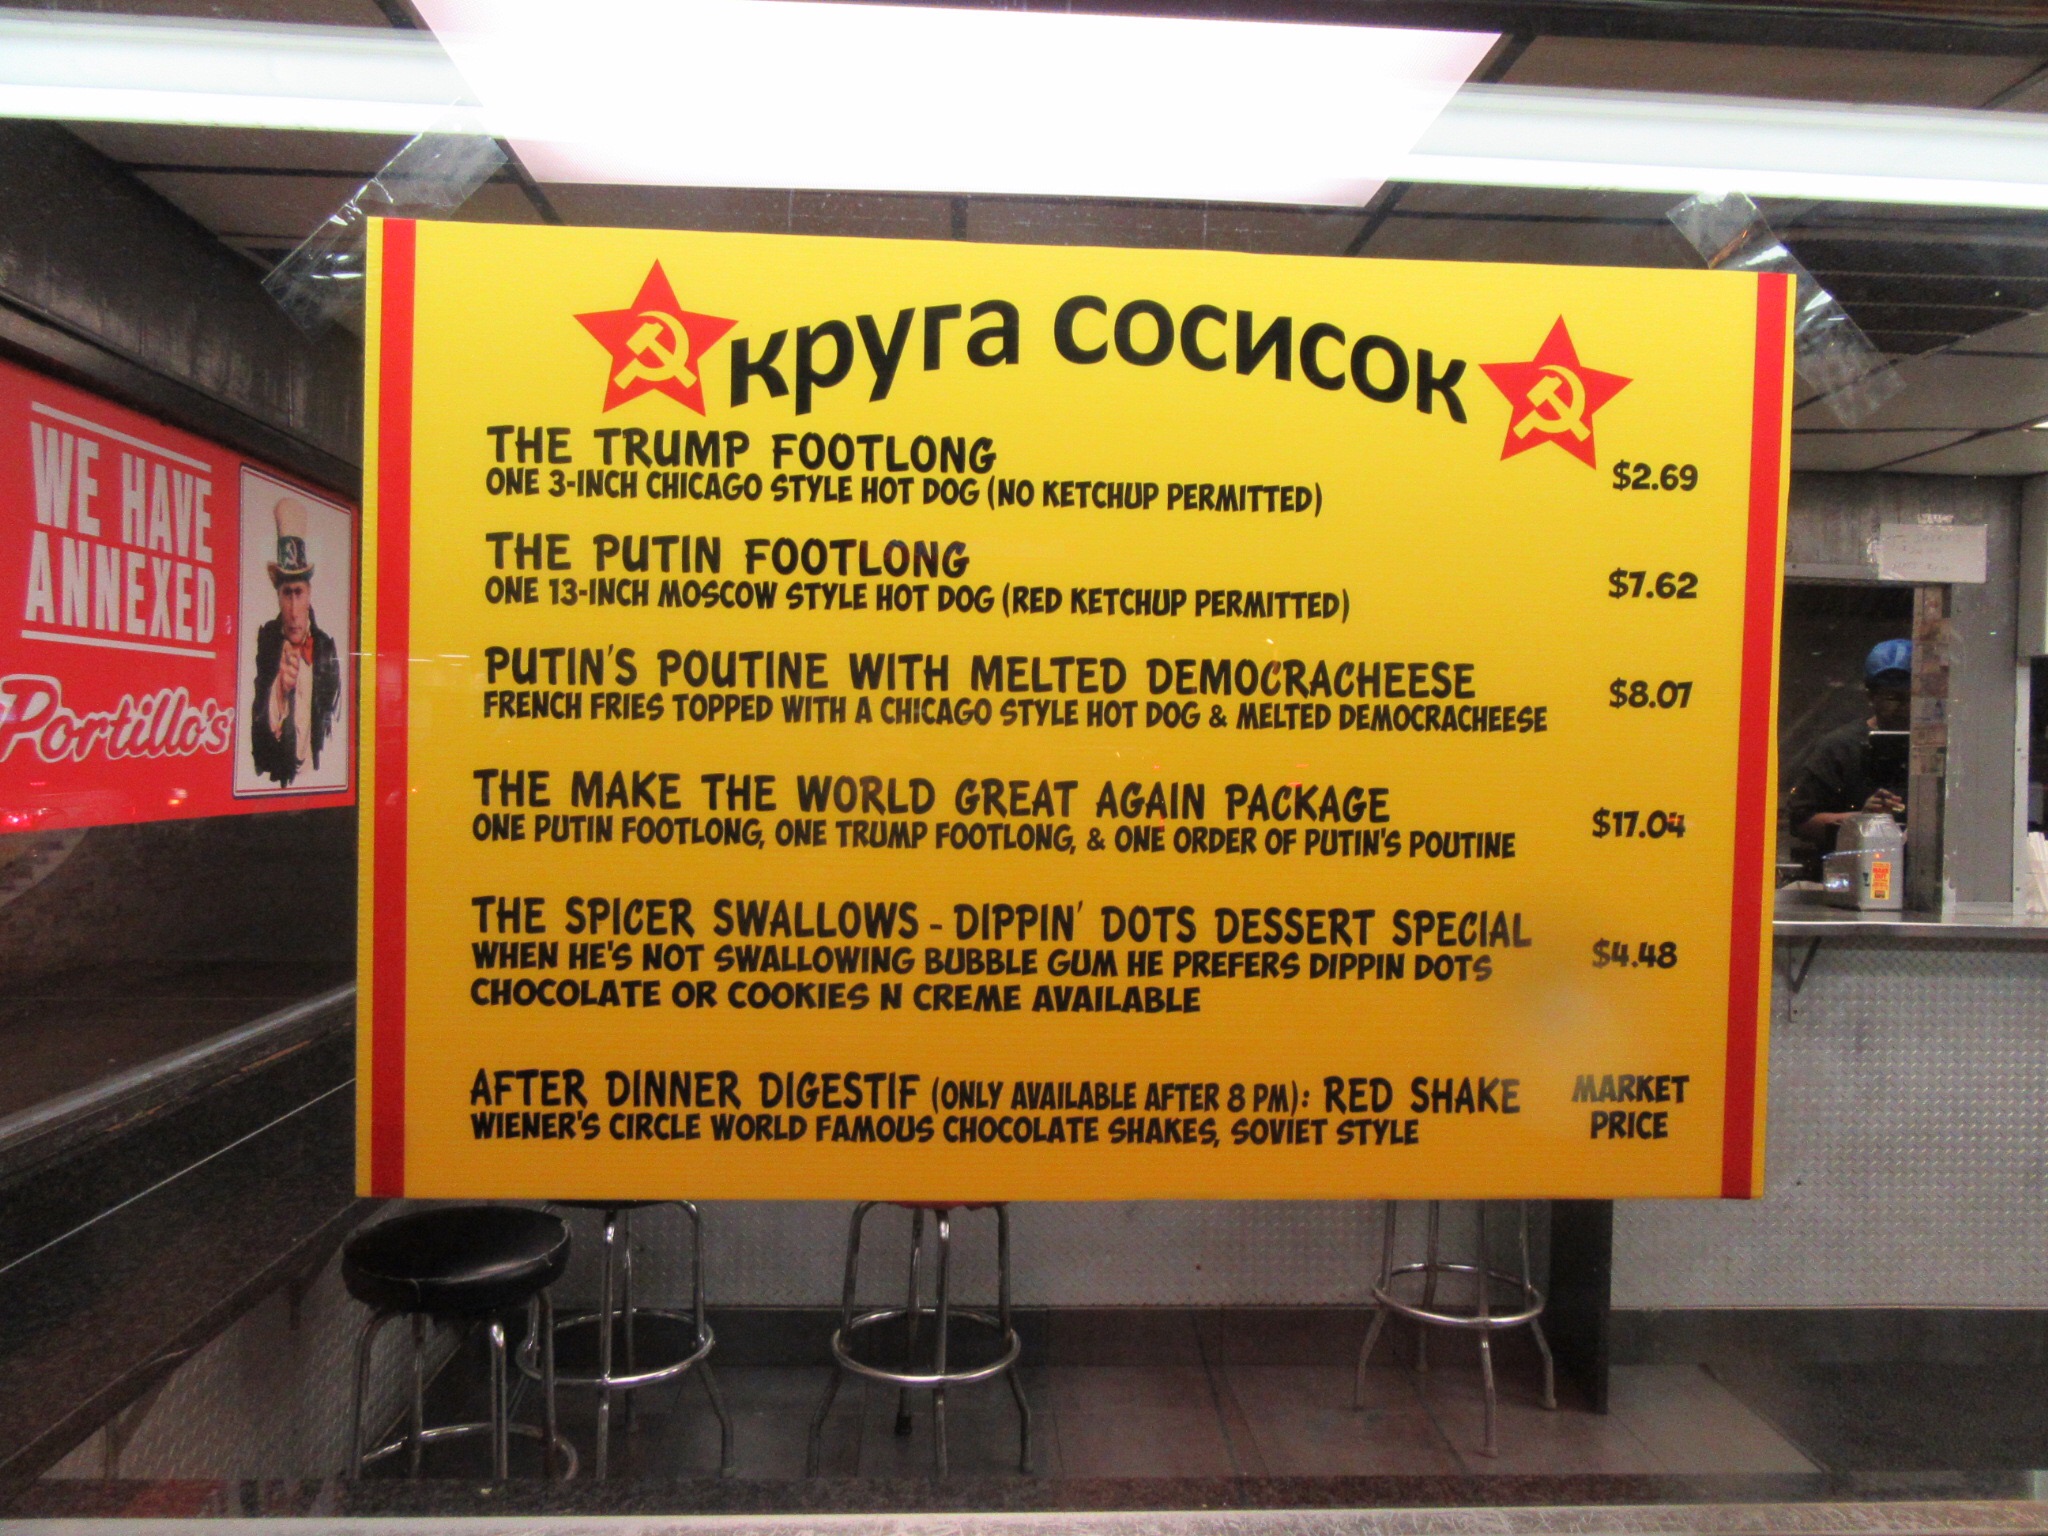 WE HAVE
ANNEXED
Portillo's
круга сосисок
THE TRUMP FOOTLONG
ONE 3-INCH CHICAGO STYLE HOT DOG (NO KETCHUP PERMITTED)
$2.69
THE PUTIN FOOTLONG
ONE 13-INCH MOSCOW STYLE HOT DOG (RED KETCHUP PERMITTED)
$7.62
PUTIN'S POUTINE WITH MELTED DEMOCRACHEESE
FRENCH FRIES TOPPED WITH A CHICAGO STYLE HOT DOG & MELTED DEMOCRACHEESE
$8.07
THE MAKE THE WORLD GREAT AGAIN PACKAGE
ONE PUTIN FOOTLONG, ONE TRUMP FOOTLONG, & ONE ORDER OF PUTIN'S POUTINE
$17.04
THE SPICER SWALLOWS - DIPPIN' DOTS DESSERT SPECIAL
WHEN HE'S NOT SWALLOWING BUBBLE GUM HE PREFERS DIPPIN DOTS
CHOCOLATE OR COOKIES N CREME AVAILABLE
$4.48
AFTER DINNER DIGESTIF (ONLY AVAILABLE AFTER 8 PM): RED SHAKE
WIENER'S CIRCLE WORLD FAMOUS CHOCOLATE SHAKES, SOVIET STYLE
MARKET
PRICE